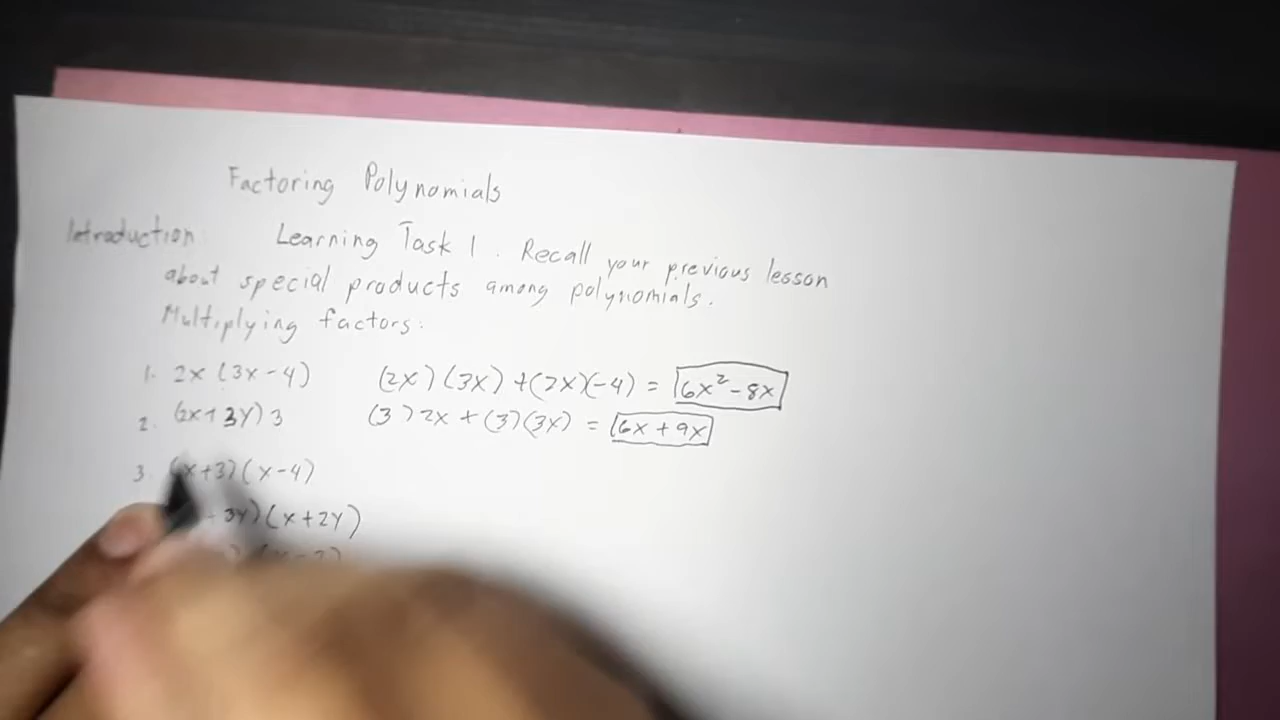 Factoring Polynomials
Introduction: Learning Task 1. Recall your previous lesson
about special products among polynomials.
Multiplying factors:
1. 2x (3x - 4) (2x)(3x) + (2x)(-4) = 6x² - 8x
2. (2x + 3y) 3 (3)2x + (3)(3x) = 6x + 9x
3. (x+3)(x-4)
3y)(x+2y)